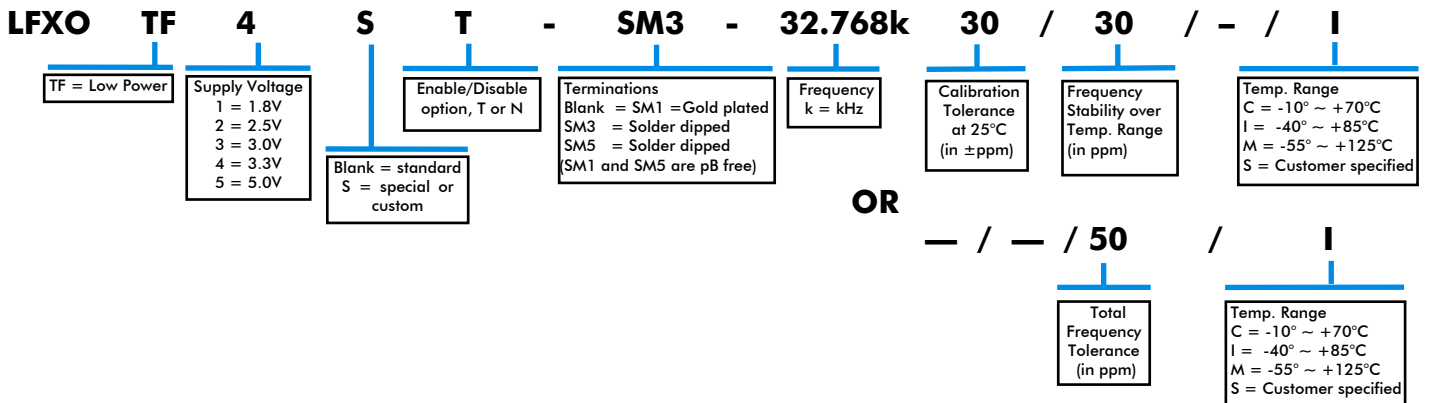 LFXO TF 4 S T - SM3 - 32.768k 30 / 30 / – / I
TF = Low Power
Supply Voltage
1 = 1.8V
2 = 2.5V
3 = 3.0V
4 = 3.3V
5 = 5.0V
Blank = standard
S = special or
custom
Enable/Disable
option, T or N
Terminations
Blank = SM1 =Gold plated
SM3 = Solder dipped
SM5 = Solder dipped
(SM1 and SM5 are pB free)
Frequency
k = kHz
Calibration
Tolerance
at 25°C
(in ±ppm)
Frequency
Stability over
Temp. Range
(in ppm)
Temp. Range
C = -10° ~ +70°C
I = -40° ~ +85°C
M = -55° ~ +125°C
S = Customer specified
OR
— / — / 50 / I
Total
Frequency
Tolerance
(in ppm)
Temp. Range
C = -10° ~ +70°C
I = -40° ~ +85°C
M = -55° ~ +125°C
S = Customer specified